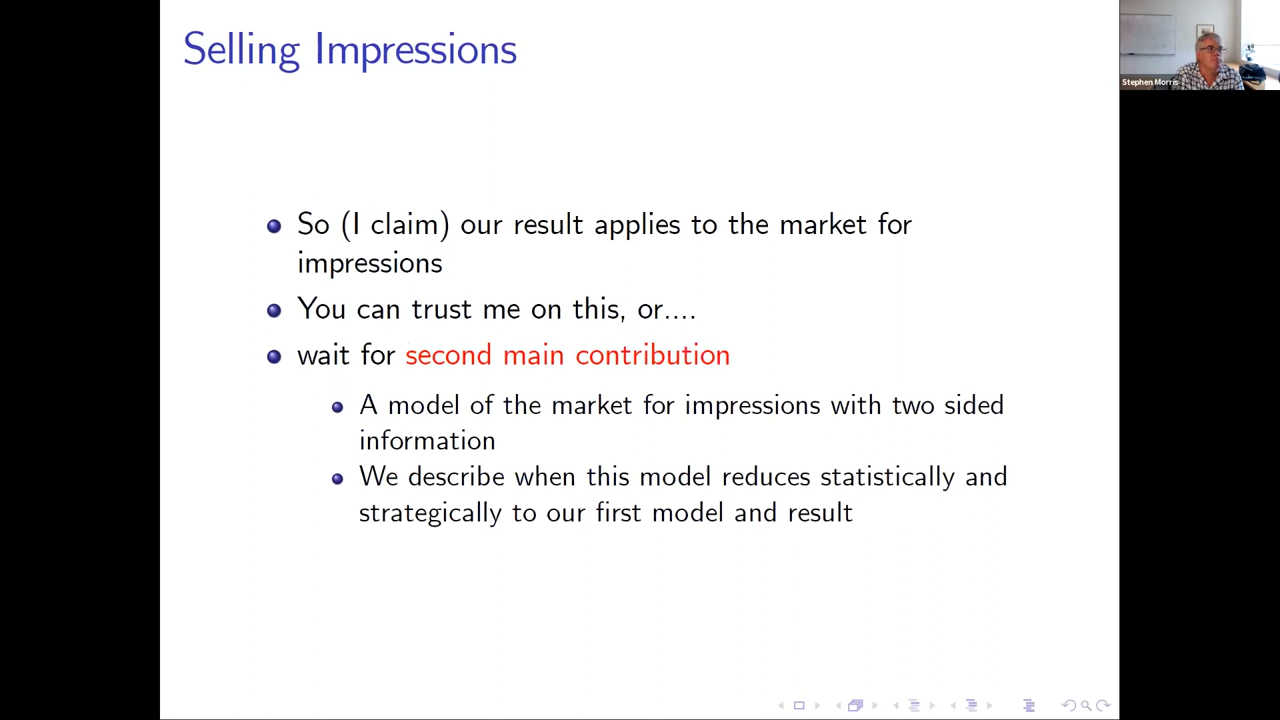 Selling Impressions
Stephen Morris
So (I claim) our result applies to the market for
impressions
You can trust me on this, or....
wait for second main contribution
A model of the market for impressions with two sided
information
We describe when this model reduces statistically and
strategically to our first model and result